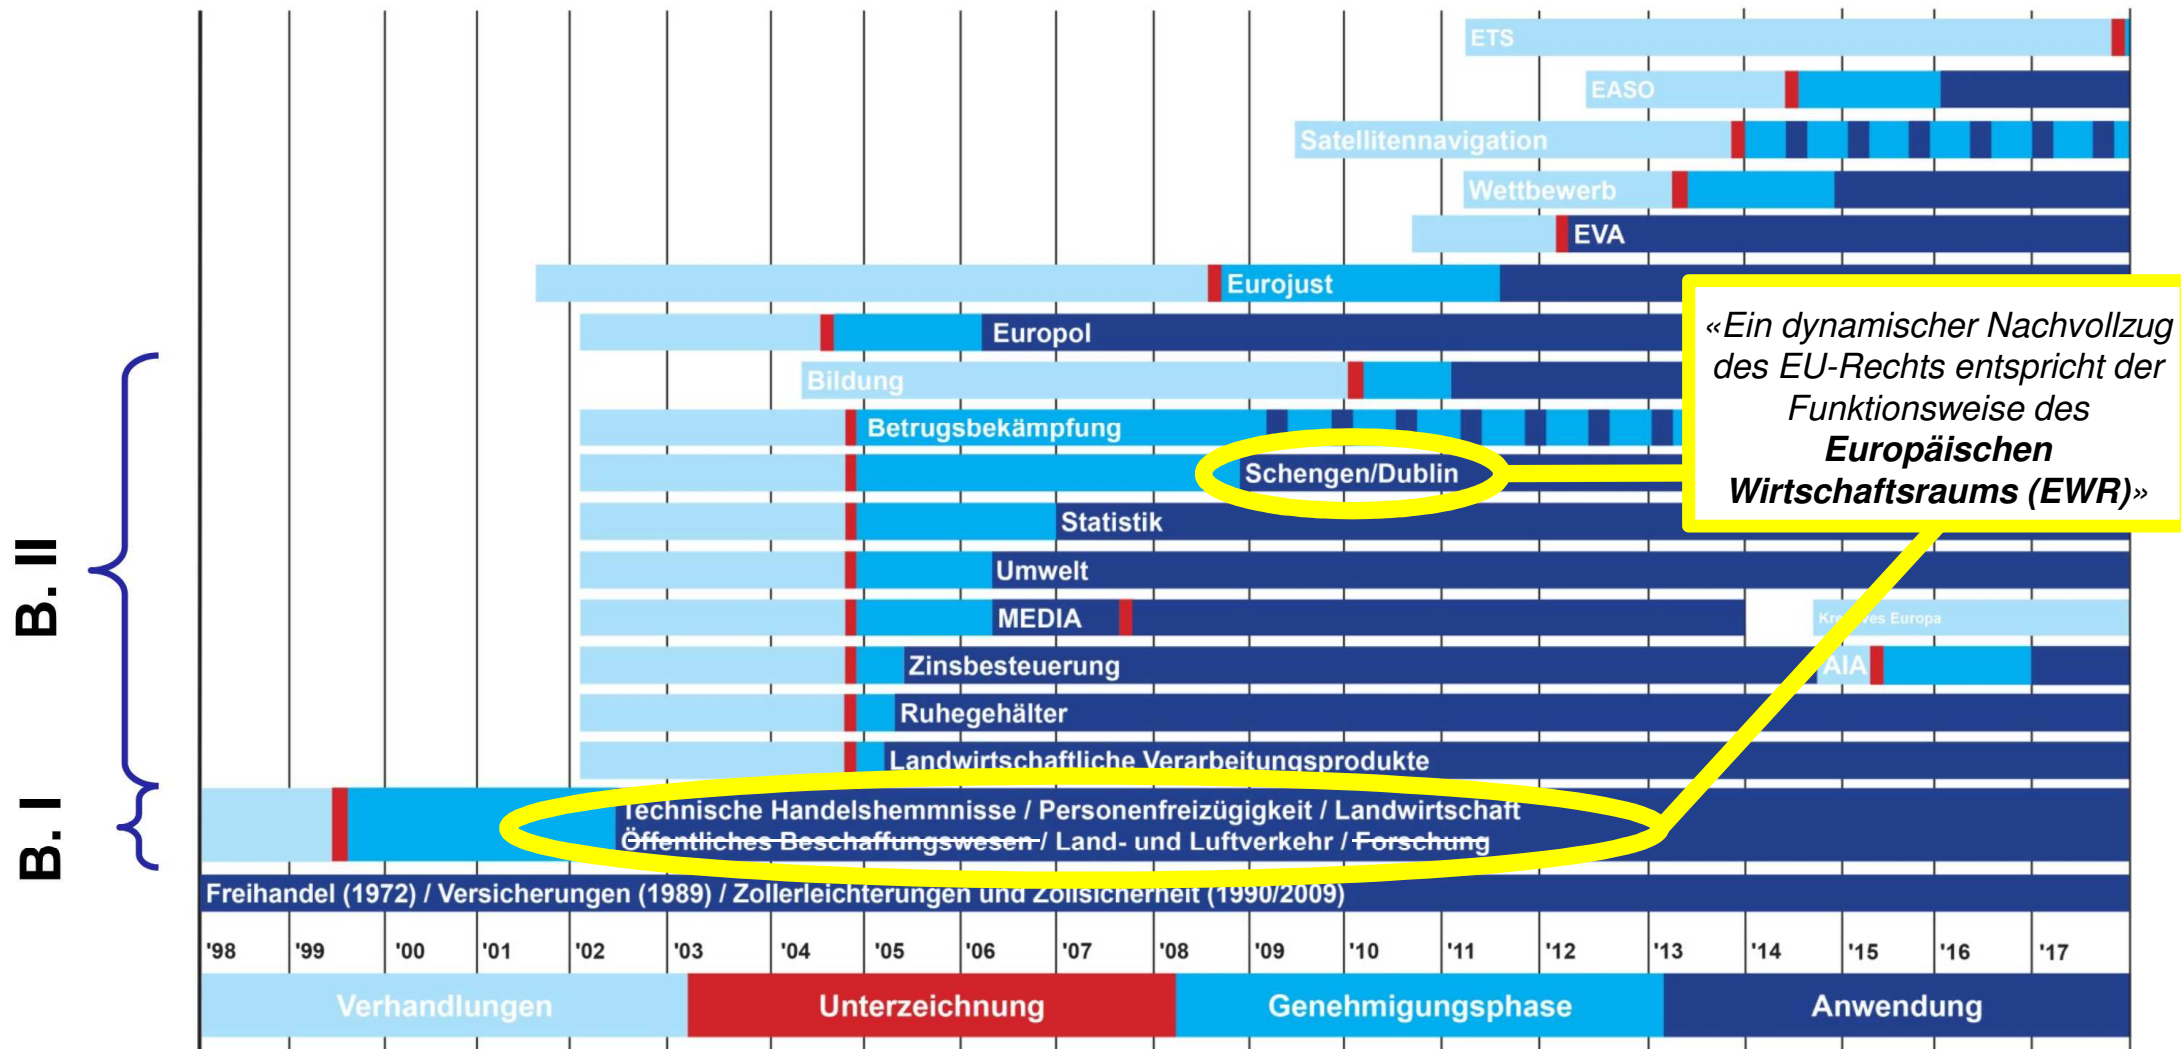 ETS
EASO
Satellitennavigation
Wettbewerb
EVA
Eurojust
Europol
Bildung
Betrugsbekämpfung
Schengen/Dublin
Statistik
Umwelt
MEDIA
Europa
Zinsbesteuerung
AIA
Ruhegehälter
Landwirtschaftliche Verarbeitungsprodukte
Technische Handelshemmnisse / Personenfreizügigkeit / Landwirtschaft
Öffentliches Beschaffungswesen / Land- und Luftverkehr / Forschung
Freihandel (1972) / Versicherungen (1989) / Zollerleichterungen und Zollsicherheit (1990/2009)
«Ein dynamischer Nachvollzug
des EU-Rechts entspricht der
Funktionsweise des
Europäischen
Wirtschaftsraums (EWR)»
B. II
B. I
'98 '99 '00 '01 '02 '03 '04 '05 '06 '07 '08 '09 '10 '11 '12 '13 '14 '15 '16 '17
Verhandlungen Unterzeichnung Genehmigungsphase Anwendung